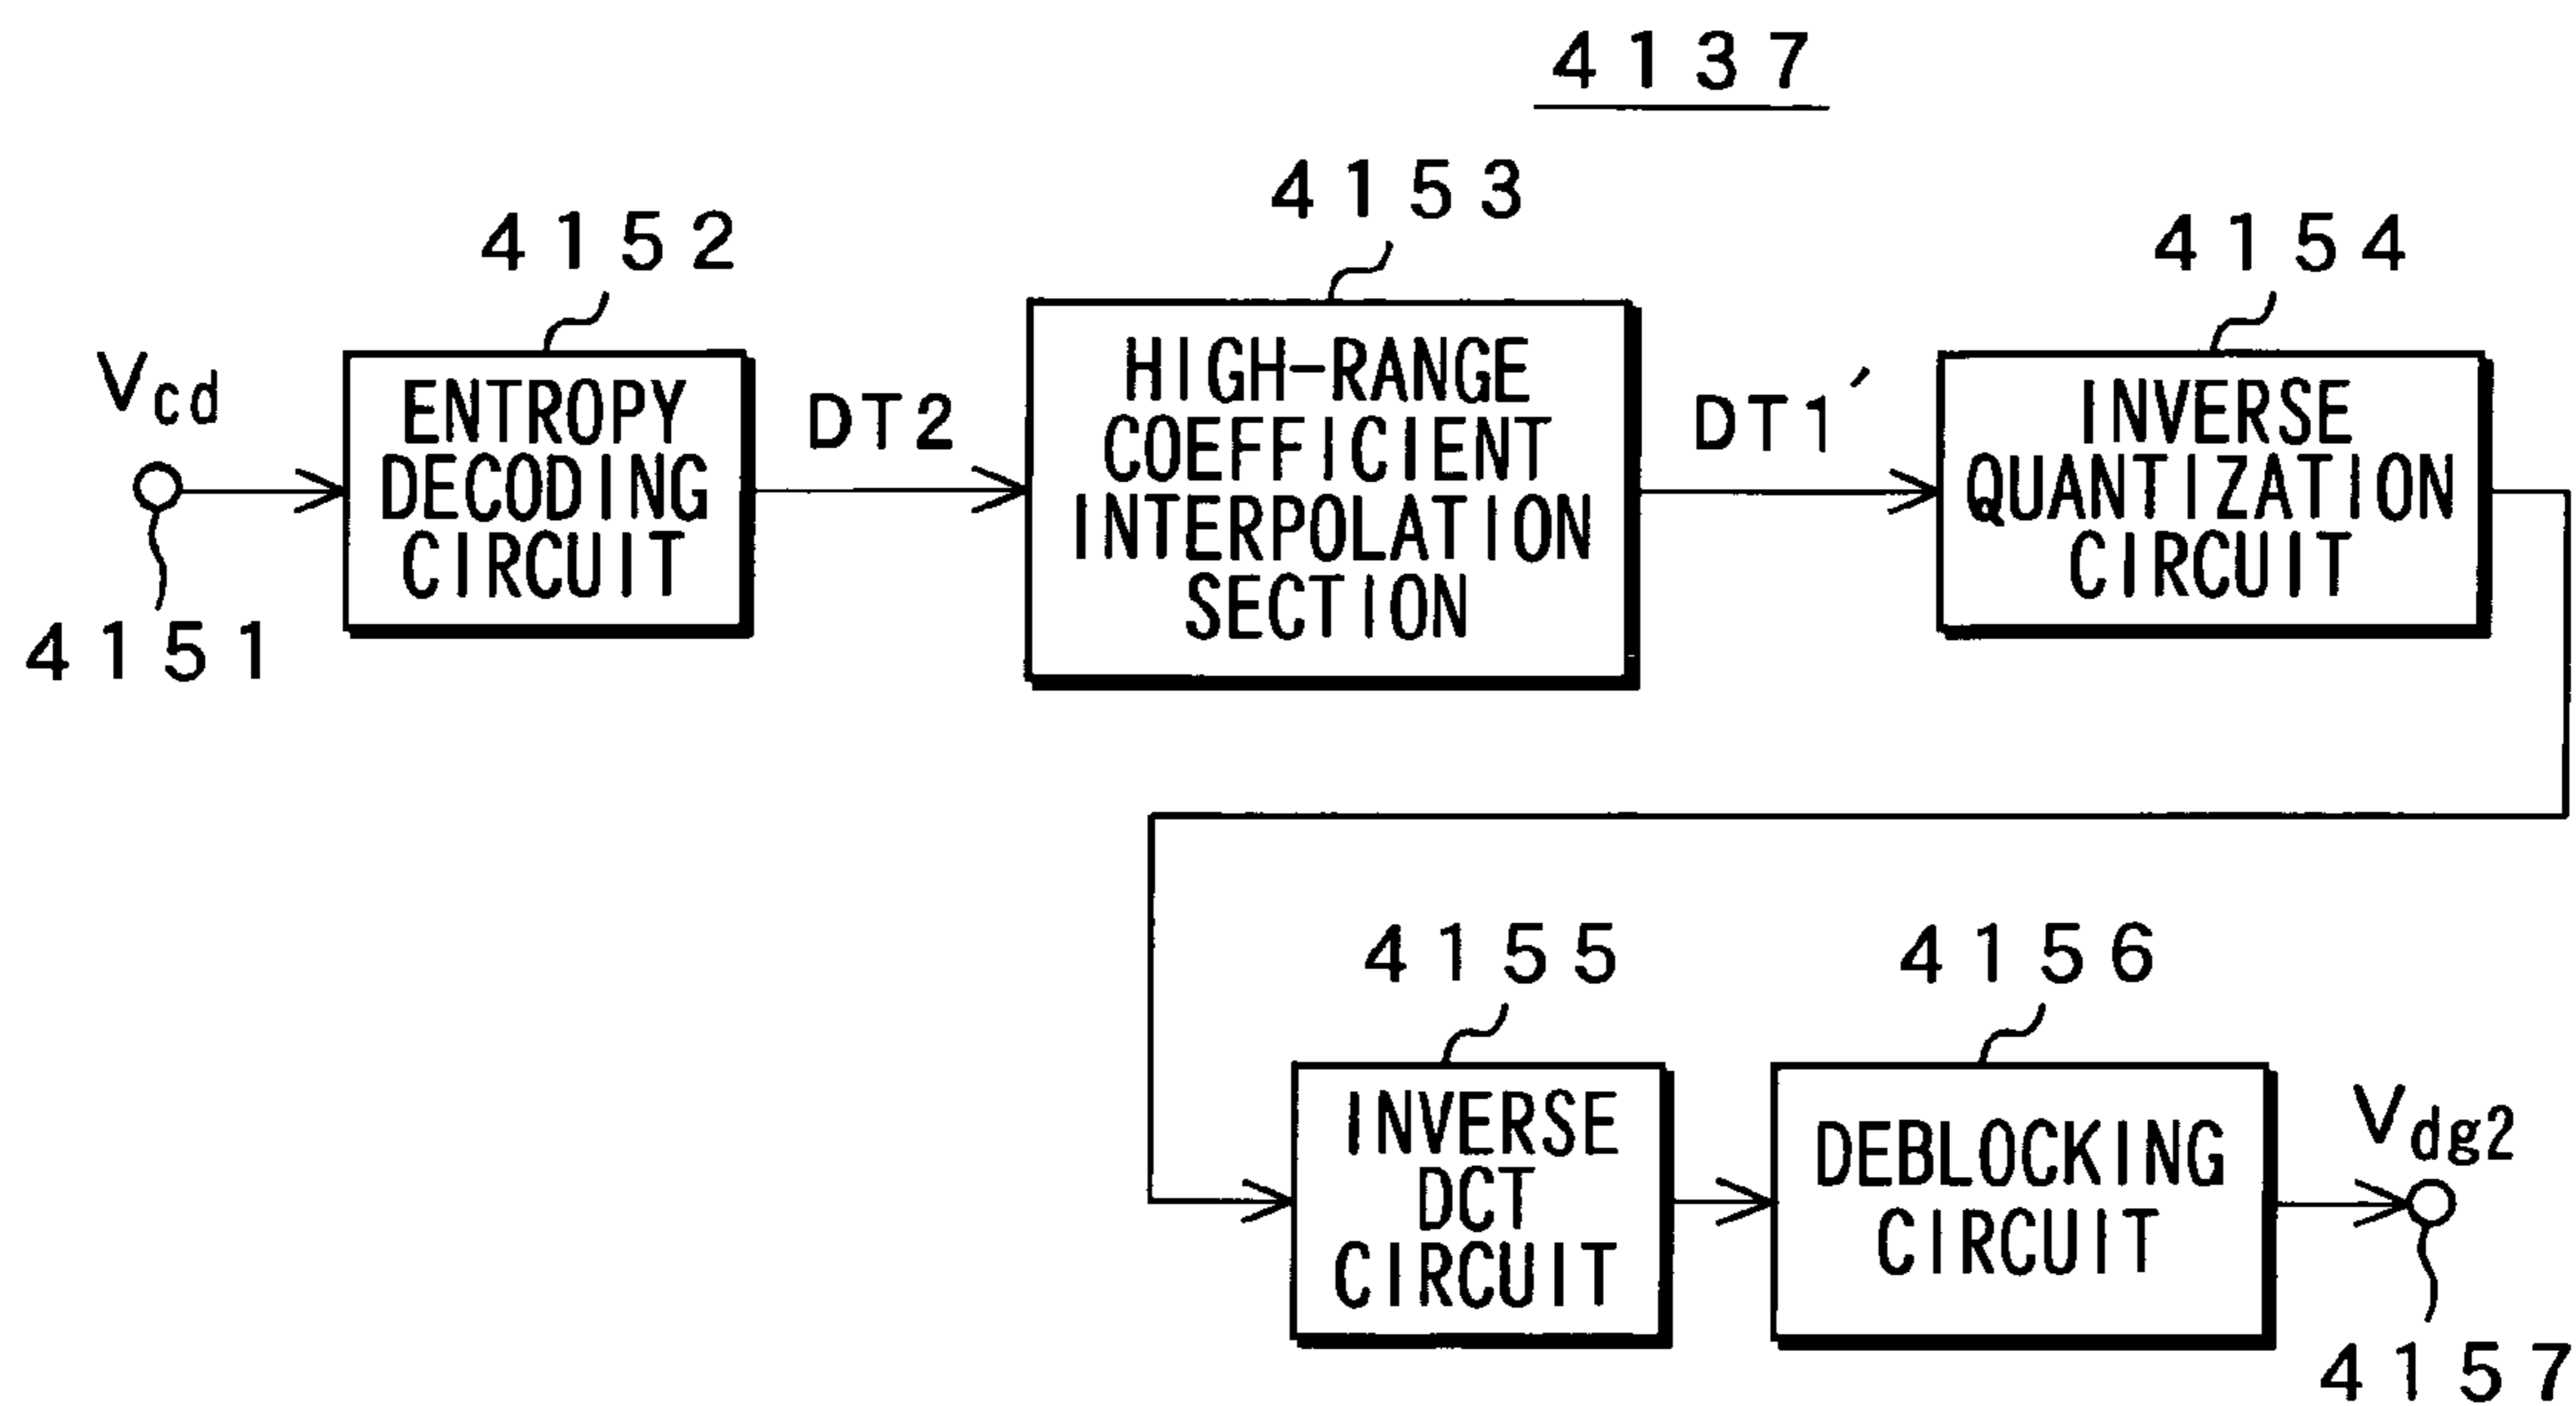 4137
4153
4152
4154
Vcd
ENTROPY
DECODING
CIRCUIT
DT2
HIGH-RANGE
COEFFICIENT
INTERPOLATION
SECTION
DT1'
INVERSE
QUANTIZATION
CIRCUIT
4151
4155
4156
INVERSE
DCT
CIRCUIT
DEBLOCKING
CIRCUIT
Vdg2
4157